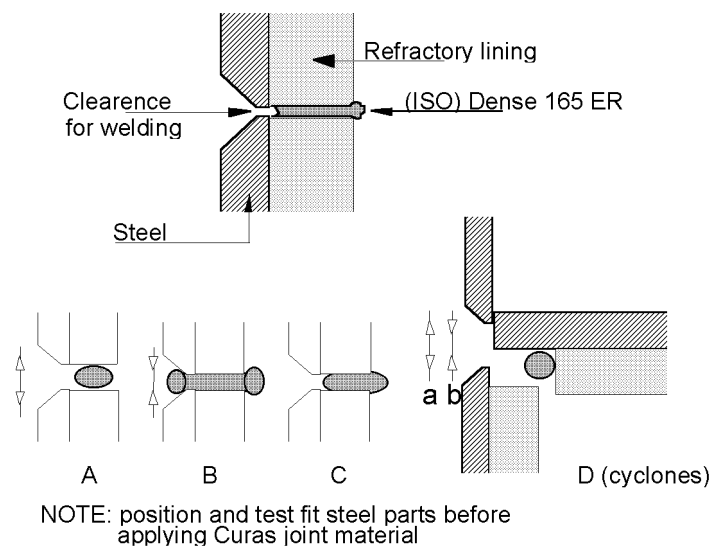 Refractory lining
Clearence
for welding
(ISO) Dense 165 ER
Steel
a b
A
B
C
D (cyclones)
NOTE: position and test fit steel parts before
applying Curas joint material